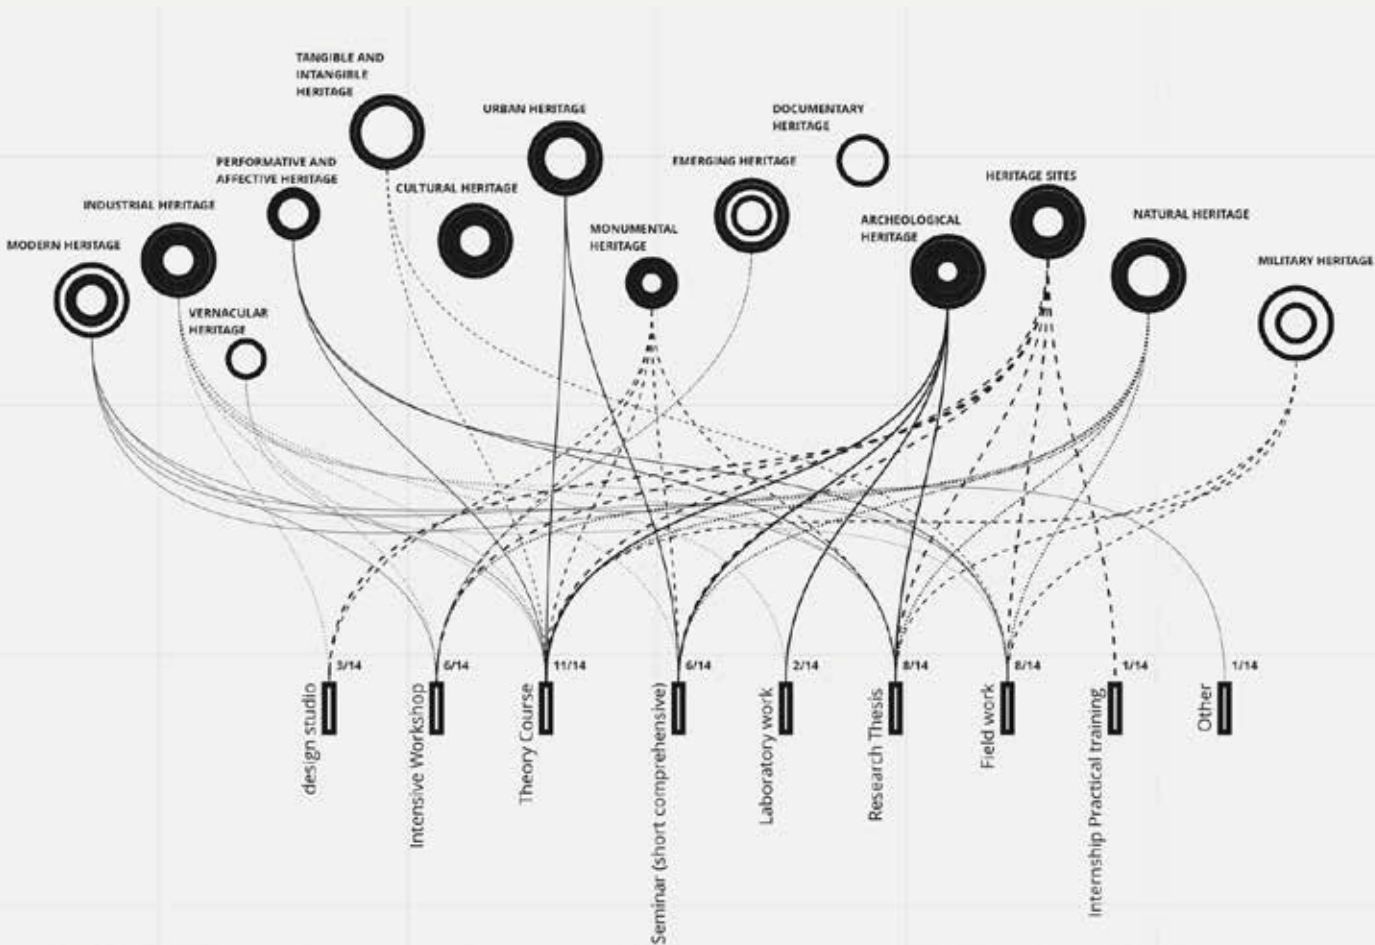 TANGIBLE AND
INTANGIBLE
HERITAGE
URBAN HERITAGE
DOCUMENTARY
HERITAGE
PERFORMATIVE AND
AFFECTIVE HERITAGE
EMERGING HERITAGE
CULTURAL HERITAGE
HERITAGE SITES
INDUSTRIAL HERITAGE
MONUMENTAL
HERITAGE
ARCHEOLOGICAL
HERITAGE
NATURAL HERITAGE
MODERN HERITAGE
MILITARY HERITAGE
VERNACULAR
HERITAGE
3/14
6/14
11/14
6/14
2/14
8/14
8/14
1/14
1/14
design studio
Intensive Workshop
Theory Course
Seminar (short comprehensive)
Laboratory work
Research Thesis
Field work
Internship Practical training
Other